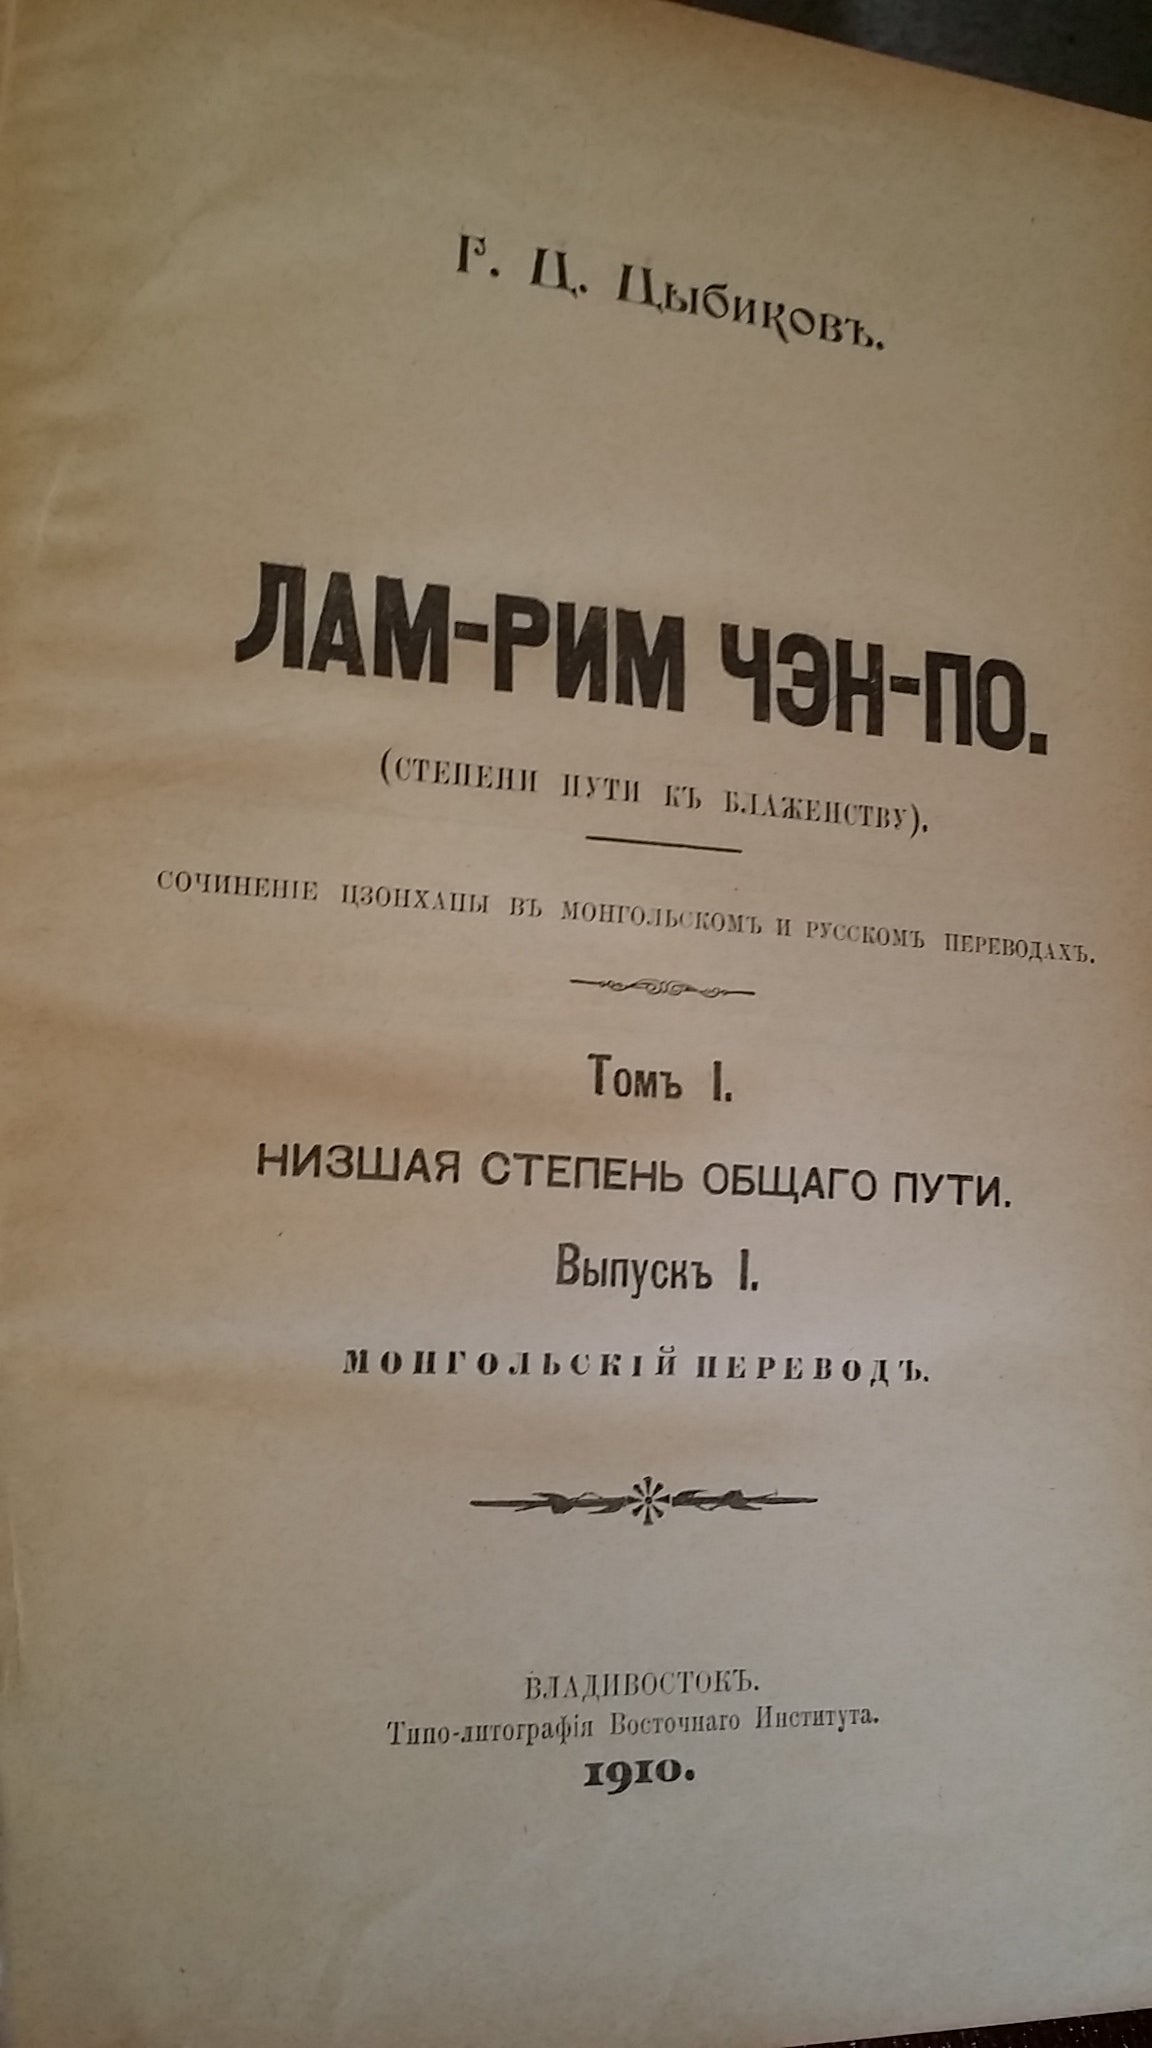 Г. Ц. Цыбиковъ.
ЛАМ-РИМ ЧЭН-ПО.
(СТЕПЕНИ ПУТИ КЪ БЛАЖЕНСТВУ).
СОЧИНЕНІЕ ЦЗОНХАПЫ ВЪ МОНГОЛЬСКОМЪ И РУССКОМЪ ПЕРЕВОДАХЪ.
Томъ I.
НИЗШАЯ СТЕПЕНЬ ОБЩАГО ПУТИ.
Выпускъ I.
МОНГОЛЬСКІЙ ПЕРЕВОДЪ.
ВЛАДИВОСТОКЪ.
Типо-литографія Восточнаго Института.
1910.